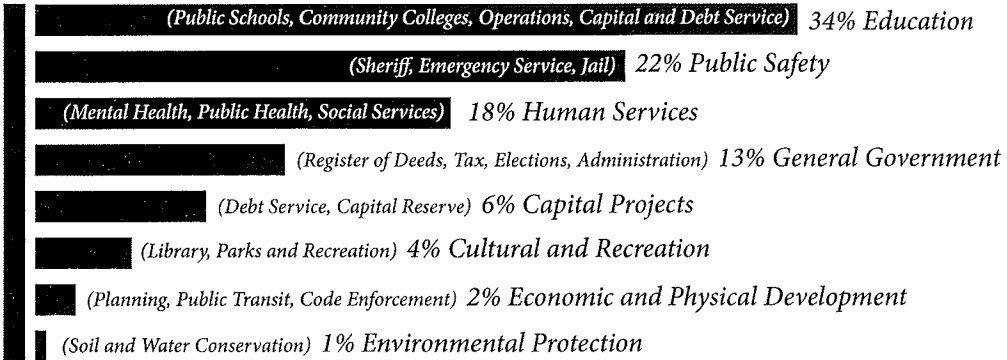 (Public Schools, Community Colleges, Operations, Capital and Debt Service) 34% Education
(Sheriff, Emergency Service, Jail) 22% Public Safety
(Mental Health, Public Health, Social Services) 18% Human Services
(Register of Deeds, Tax, Elections, Administration) 13% General Government
(Debt Service, Capital Reserve) 6% Capital Projects
(Library, Parks and Recreation) 4% Cultural and Recreation
(Planning, Public Transit, Code Enforcement) 2% Economic and Physical Development
(Soil and Water Conservation) 1% Environmental Protection